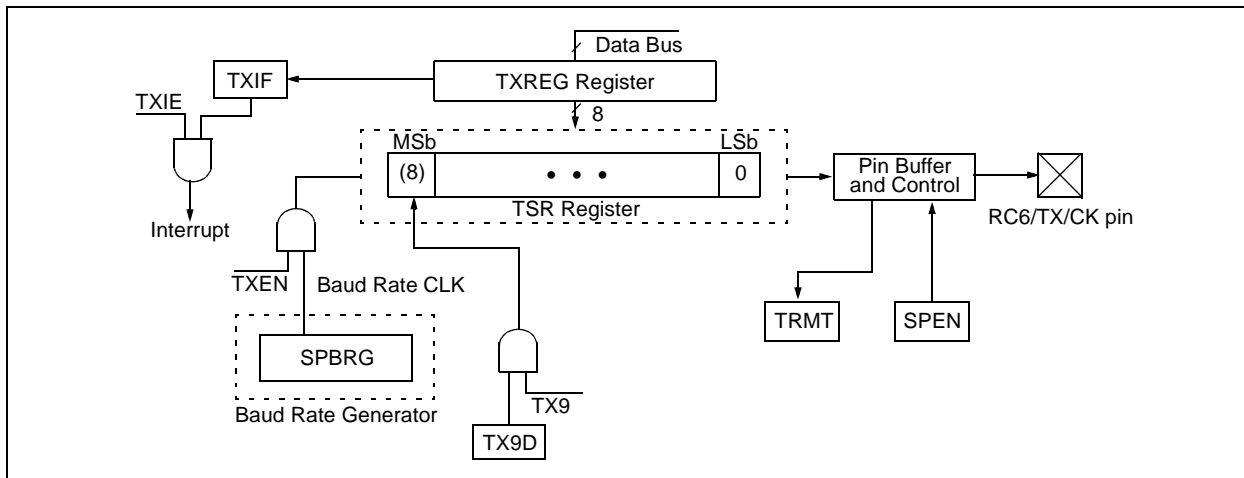 Data Bus
TXIF
TXREG Register
TXIE
8
MSb
LSb
(8)
• • •
0
Pin Buffer
and Control
TSR Register
Interrupt
RC6/TX/CK pin
TXEN
Baud Rate CLK
TRMT
SPEN
SPBRG
TX9
Baud Rate Generator
TX9D